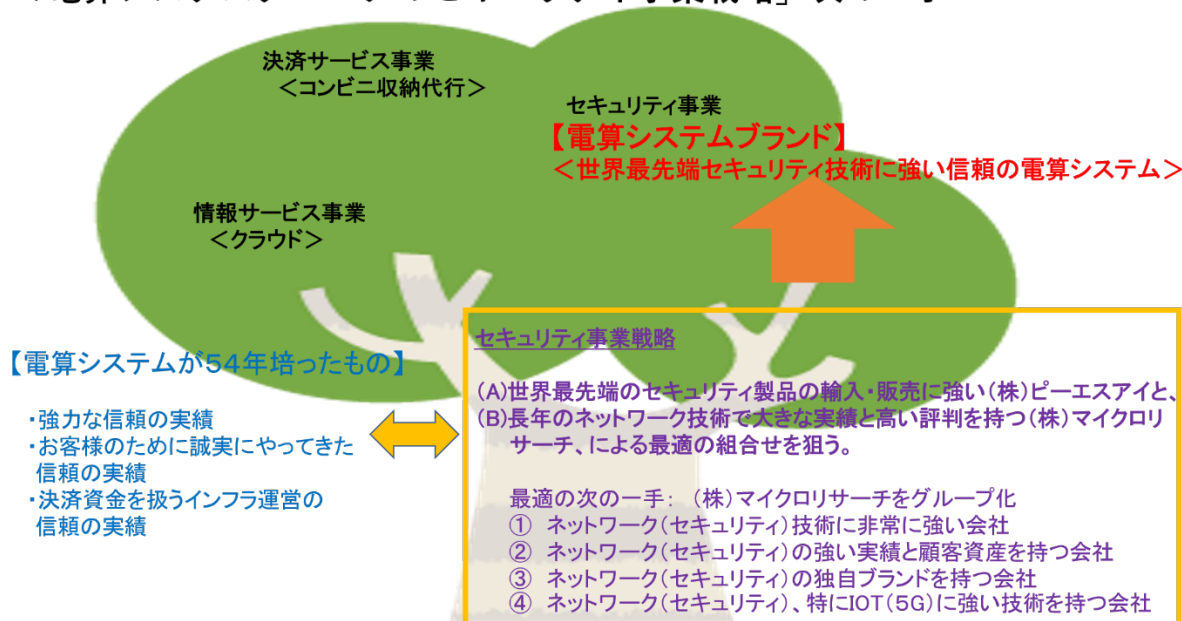 決済サービス事業
＜コンビニ収納代行＞
セキュリティ事業
【電算システムブランド】
＜世界最先端セキュリティ技術に強い信頼の電算システム＞
情報サービス事業
＜クラウド＞
【電算システムが５４年培ったもの】
・強力な信頼の実績
・お客様のために誠実にやってきた
信頼の実績
・決済資金を扱うインフラ運営の
信頼の実績
セキュリティ事業戦略
(A)世界最先端のセキュリティ製品の輸入・販売に強い(株)ピーエスアイと、
(B)長年のネットワーク技術で大きな実績と高い評判を持つ(株)マイクロリ
サーチ、による最適の組合せを狙う。
最適の次の一手： (株)マイクロリサーチをグループ化
① ネットワーク(セキュリティ)技術に非常に強い会社
② ネットワーク(セキュリティ)の強い実績と顧客資産を持つ会社
③ ネットワーク(セキュリティ)の独自ブランドを持つ会社
④ ネットワーク(セキュリティ)、特にIOT(５G)に強い技術を持つ会社